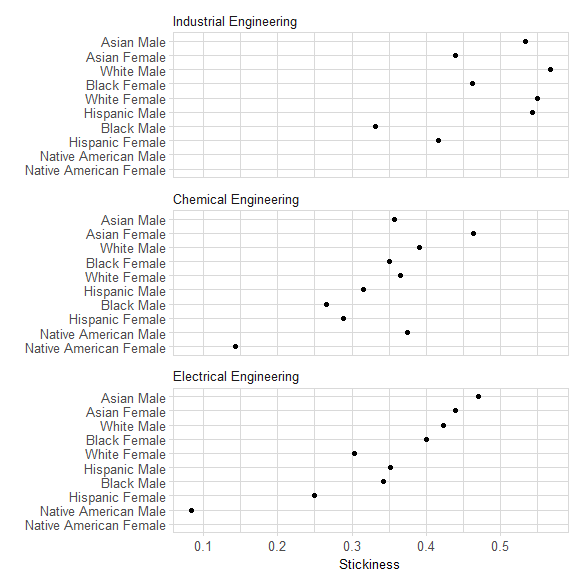 Industrial Engineering
Asian Male
Asian Female
White Male
Black Female
White Female
Hispanic Male
Black Male
Hispanic Female
Native American Male
Native American Female
Chemical Engineering
Asian Male
Asian Female
White Male
Black Female
White Female
Hispanic Male
Black Male
Hispanic Female
Native American Male
Native American Female
Electrical Engineering
Asian Male
Asian Female
White Male
Black Female
White Female
Hispanic Male
Black Male
Hispanic Female
Native American Male
Native American Female
0.1 0.2 0.3 0.4 0.5
Stickiness